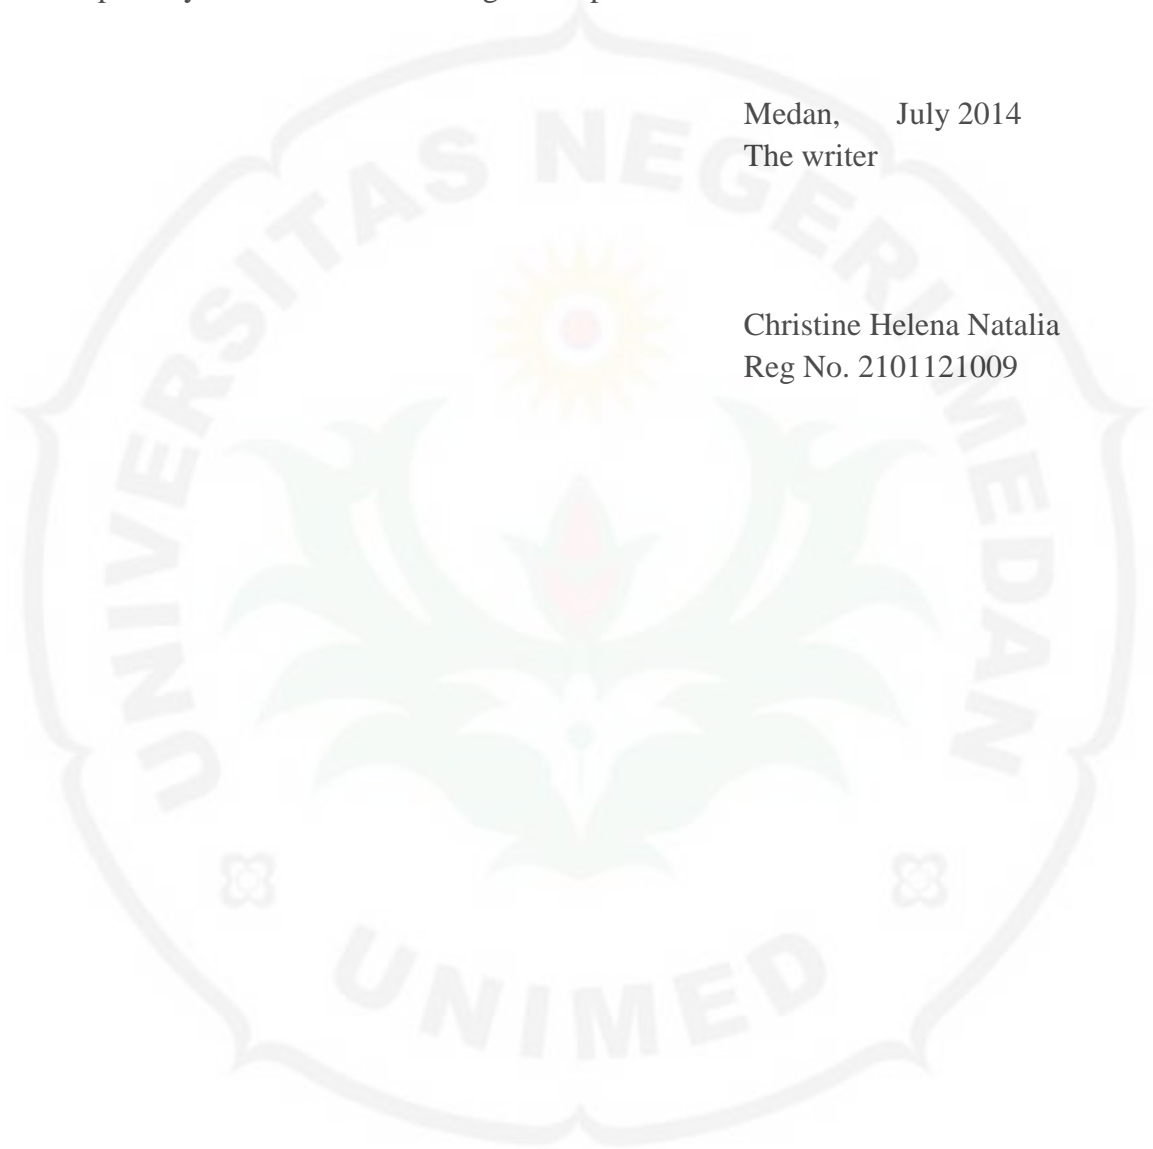 Medan, July 2014
The writer
Christine Helena Natalia
Reg No. 2101121009
UNIVERSITAS NEGERI MEDAN
UNIMED